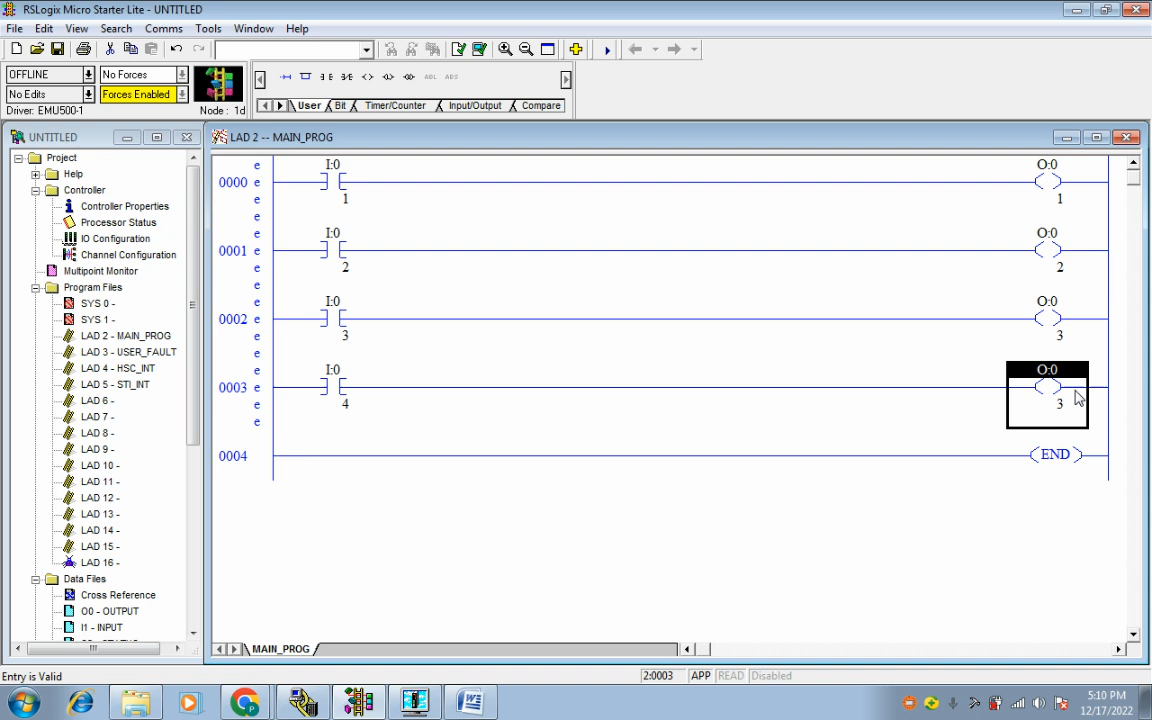 RSLogix Micro Starter Lite - UNTITLED
File Edit View Search Comms Tools Window Help
OFFLINE No Forces
No Edits Forces Enabled
Driver: EMU500-1 Node : 1d
ABL ABS
User Bit Timer/Counter Input/Output Compare
UNTITLED
Project
Help
Controller
Controller Properties
Processor Status
IO Configuration
Channel Configuration
Multipoint Monitor
Program Files
SYS 0 -
SYS 1 -
LAD 2 - MAIN_PROG
LAD 3 - USER_FAULT
LAD 4 - HSC_INT
LAD 5 - STI_INT
LAD 6 -
LAD 7 -
LAD 8 -
LAD 9 -
LAD 10 -
LAD 11 -
LAD 12 -
LAD 13 -
LAD 14 -
LAD 15 -
LAD 16 -
Data Files
Cross Reference
O0 - OUTPUT
I1 - INPUT
LAD 2 -- MAIN_PROG
e I:0 O:0
0000 e
e 1 1
e
e I:0 O:0
0001 e
e 2 2
e
e I:0 O:0
0002 e
e 3 3
e
e I:0 O:0
0003 e
e 4 3
e
0004 END
MAIN_PROG
Entry is Valid 2:0003 APP READ Disabled
5:10 PM
12/17/2022